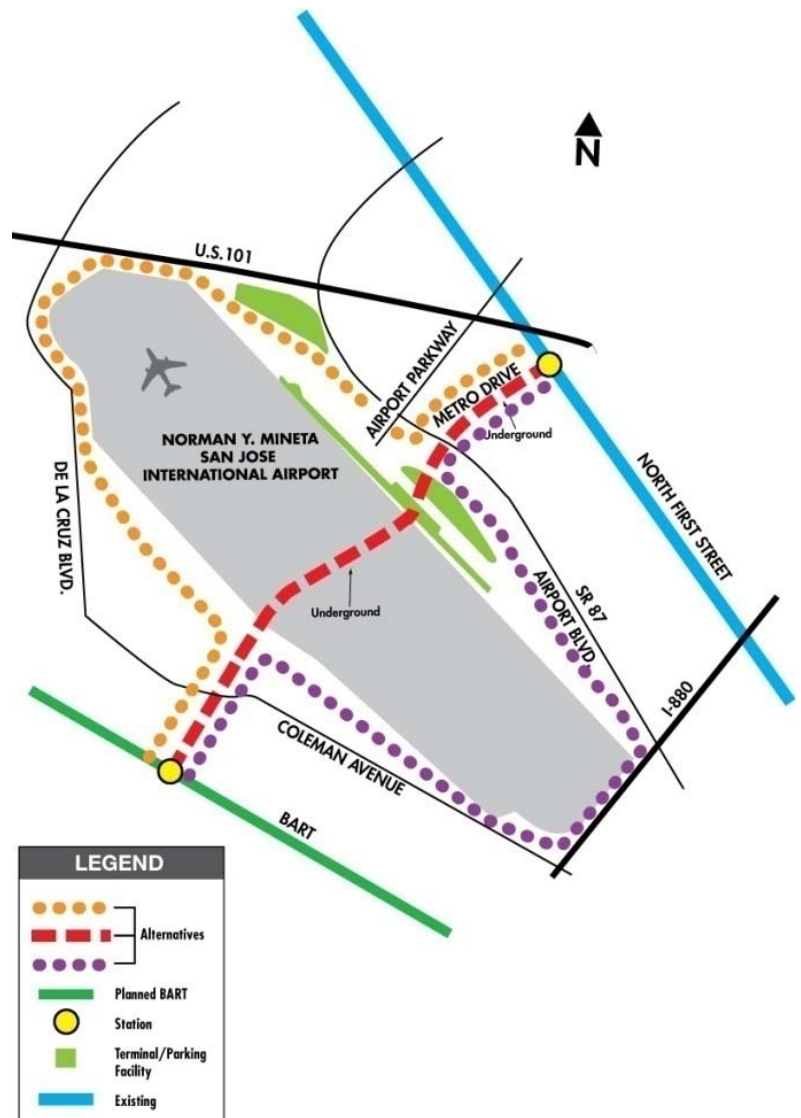 N
U.S.101
AIRPORT PARKWAY
METRO DRIVE
Underground
NORMAN Y. MINETA
SAN JOSE
INTERNATIONAL AIRPORT
DE LA CRUZ BLVD.
NORTH FIRST STREET
SR 87
AIRPORT BLVD.
Underground
I-880
COLEMAN AVENUE
BART
LEGEND
Alternatives
Planned BART
Station
Terminal/Parking
Facility
Existing